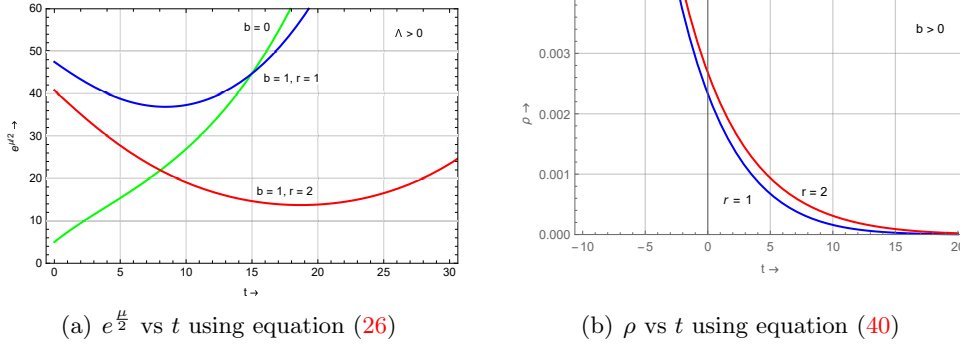 60
50
40
30
20
10
0
e^{μ/2} →
b = 0
Λ > 0
b = 1, r = 1
b = 1, r = 2
0 5 10 15 20 25 30
t →
b > 0
0.003
0.002
0.001
0.000
ρ →
r = 1
r = 2
-10 -5 0 5 10 15 20
t →
(a) e^{μ/2} vs t using equation (26)
(b) ρ vs t using equation (40)